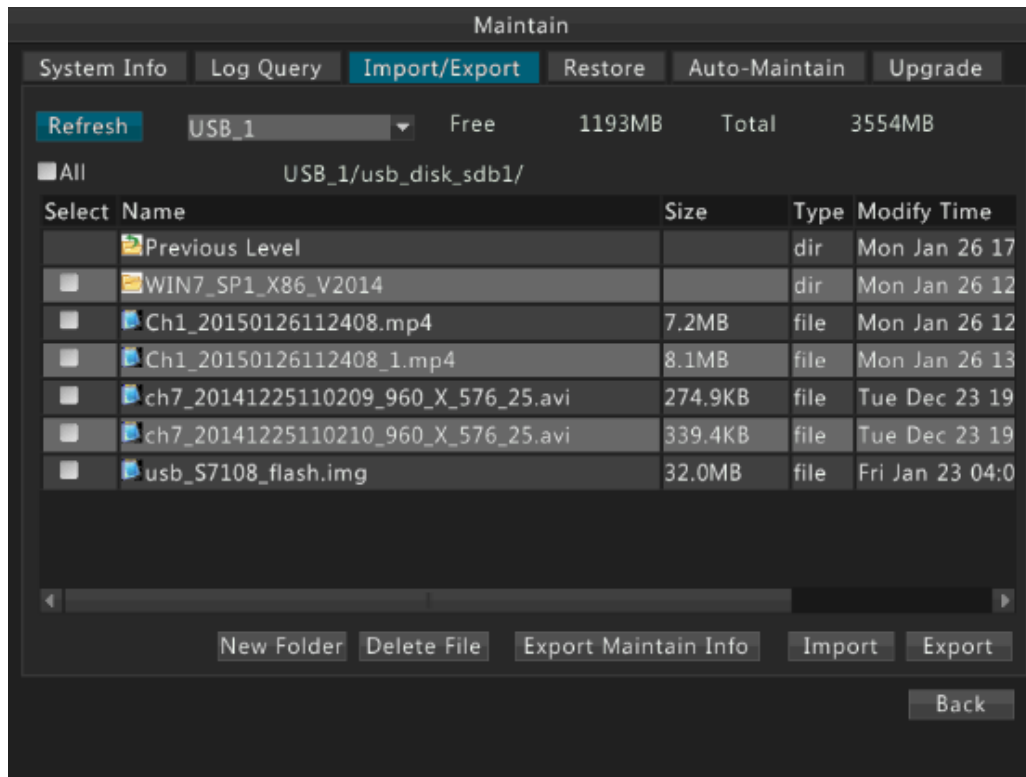 Maintain
System Info Log Query Import/Export Restore Auto-Maintain Upgrade
Refresh USB_1 Free 1193MB Total 3554MB
All USB_1/usb_disk_sdb1/
Select Name Size Type Modify Time
Previous Level dir Mon Jan 26 17
WIN7_SP1_X86_V2014 dir Mon Jan 26 12
Ch1_20150126112408.mp4 7.2MB file Mon Jan 26 12
Ch1_20150126112408_1.mp4 8.1MB file Mon Jan 26 13
ch7_20141225110209_960_X_576_25.avi 274.9KB file Tue Dec 23 19
ch7_20141225110210_960_X_576_25.avi 339.4KB file Tue Dec 23 19
usb_S7108_flash.img 32.0MB file Fri Jan 23 04:0
New Folder Delete File Export Maintain Info Import Export
Back